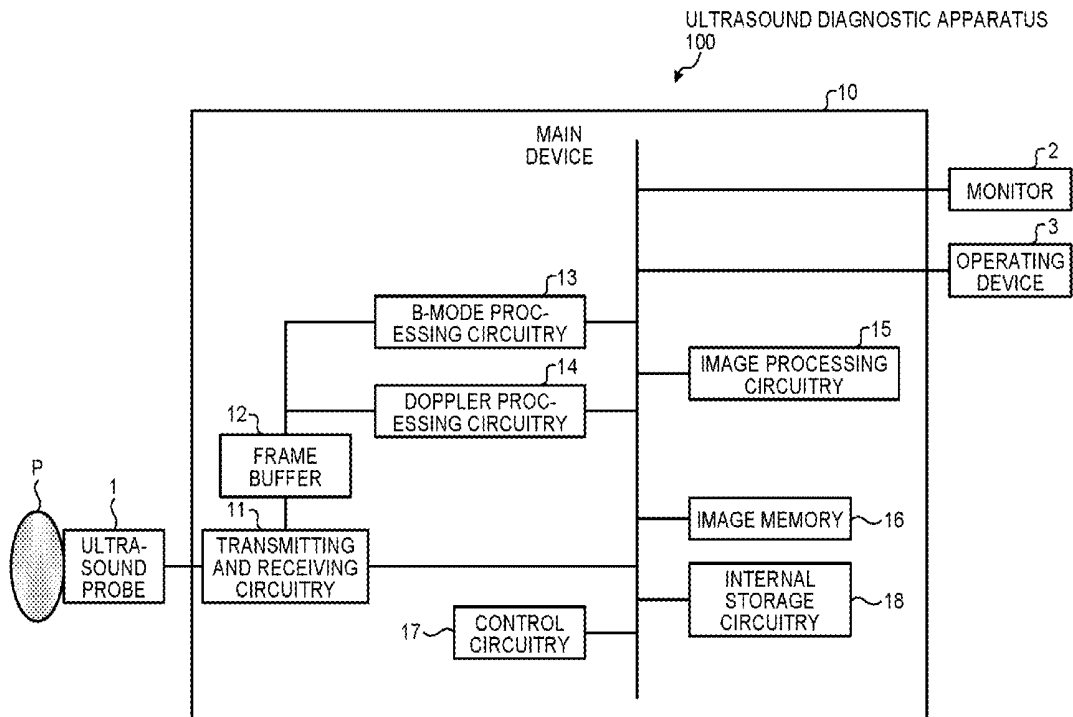 ULTRASOUND DIAGNOSTIC APPARATUS
100
10
MAIN
DEVICE
2
MONITOR
3
OPERATING
DEVICE
13
B-MODE PROC-
ESSING CIRCUITRY
15
IMAGE PROCESSING
CIRCUITRY
14
DOPPLER PROC-
ESSING CIRCUITRY
12
FRAME
BUFFER
P
1
ULTRA-
SOUND
PROBE
11
TRANSMITTING
AND RECEIVING
CIRCUITRY
IMAGE MEMORY
16
INTERNAL
STORAGE
CIRCUITRY
18
17
CONTROL
CIRCUITRY